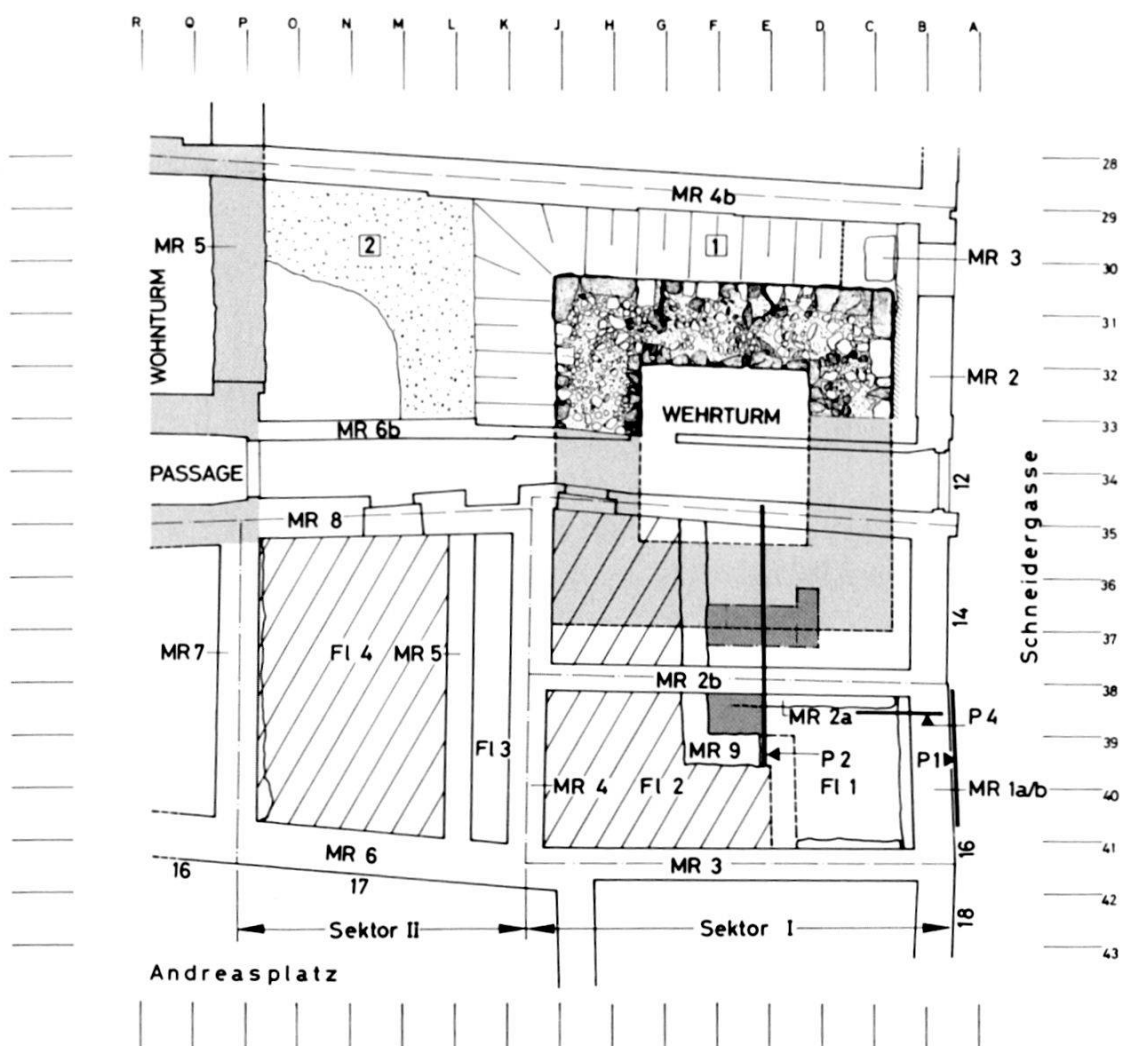 R Q P O N M L K J H G F E D C B A
28
MR 4b
29
MR 5
2
1
MR 3
30
WOHNTURM
31
32
MR 2
WEHRTURM
MR 6b
33
PASSAGE
12
34
MR 8
35
Schneidergasse
36
14
37
MR 7
Fl 4
MR 5
MR 2b
38
MR 2a
P 4
Fl 3
MR 9
P 2
P 1
39
MR 4
Fl 2
Fl 1
MR 1a/b
40
MR 6
MR 3
16
41
16
17
42
Sektor II
Sektor I
18
43
Andreasplatz